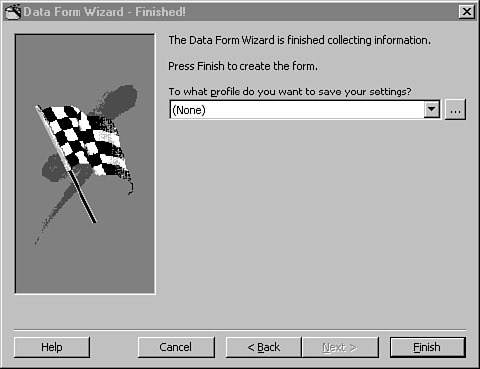 Data Form Wizard - Finished!
The Data Form Wizard is finished collecting information.
Press Finish to create the form.
To what profile do you want to save your settings?
(None)
...
Help
Cancel
< Back
Next >
Finish